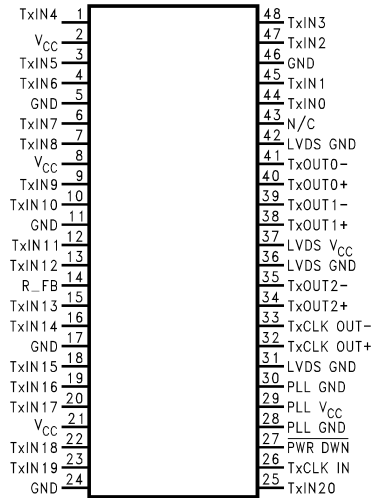 TxIN4 1 48 TxIN3
VCC 2 47 TxIN2
TxIN5 3 46 GND
TxIN6 4 45 TxIN1
GND 5 44 TxIN0
TxIN7 6 43 N/C
TxIN8 7 42 LVDS GND
VCC 8 41 TxOUT0-
TxIN9 9 40 TxOUT0+
TxIN10 10 39 TxOUT1-
GND 11 38 TxOUT1+
TxIN11 12 37 LVDS VCC
TxIN12 13 36 LVDS GND
R_FB 14 35 TxOUT2-
TxIN13 15 34 TxOUT2+
TxIN14 16 33 TxCLK OUT-
GND 17 32 TxCLK OUT+
TxIN15 18 31 LVDS GND
TxIN16 19 30 PLL GND
TxIN17 20 29 PLL VCC
VCC 21 28 PLL GND
TxIN18 22 27 PWR DWN
TxIN19 23 26 TxCLK IN
GND 24 25 TxIN20